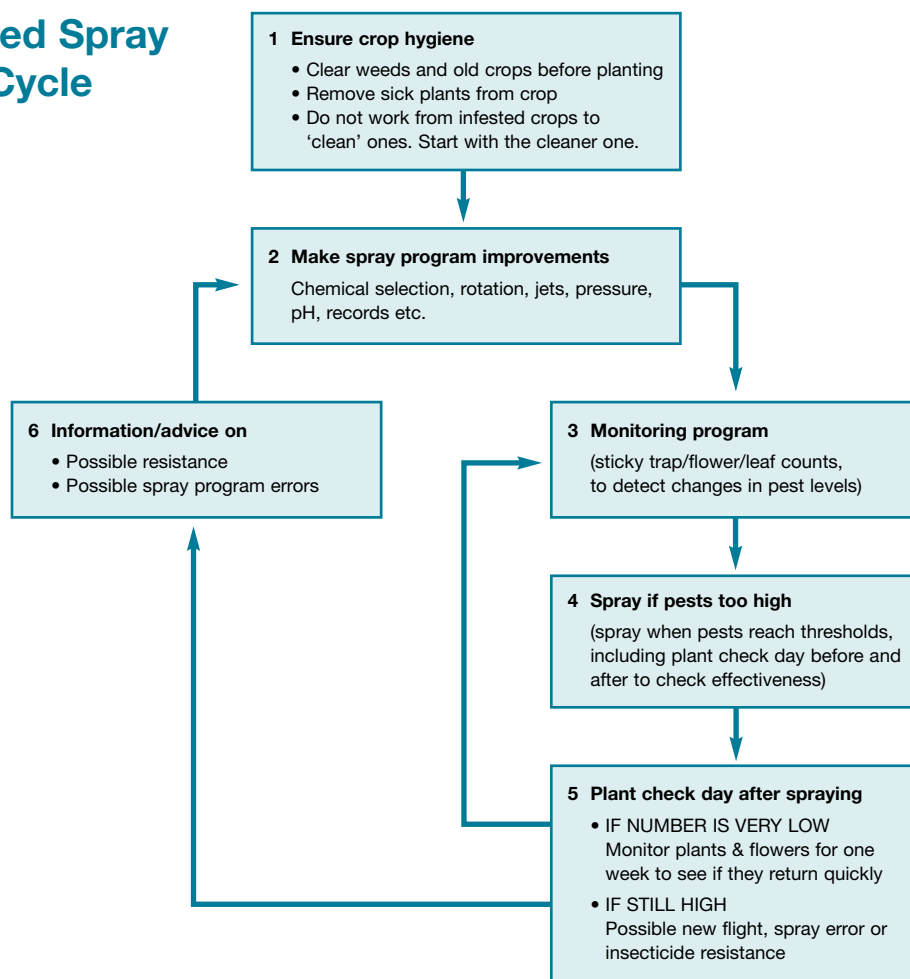 ed Spray
Cycle
1 Ensure crop hygiene
• Clear weeds and old crops before planting
• Remove sick plants from crop
• Do not work from infested crops to
‘clean’ ones. Start with the cleaner one.
2 Make spray program improvements
Chemical selection, rotation, jets, pressure,
pH, records etc.
6 Information/advice on
• Possible resistance
• Possible spray program errors
3 Monitoring program
(sticky trap/flower/leaf counts,
to detect changes in pest levels)
4 Spray if pests too high
(spray when pests reach thresholds,
including plant check day before and
after to check effectiveness)
5 Plant check day after spraying
• IF NUMBER IS VERY LOW
Monitor plants & flowers for one
week to see if they return quickly
• IF STILL HIGH
Possible new flight, spray error or
insecticide resistance